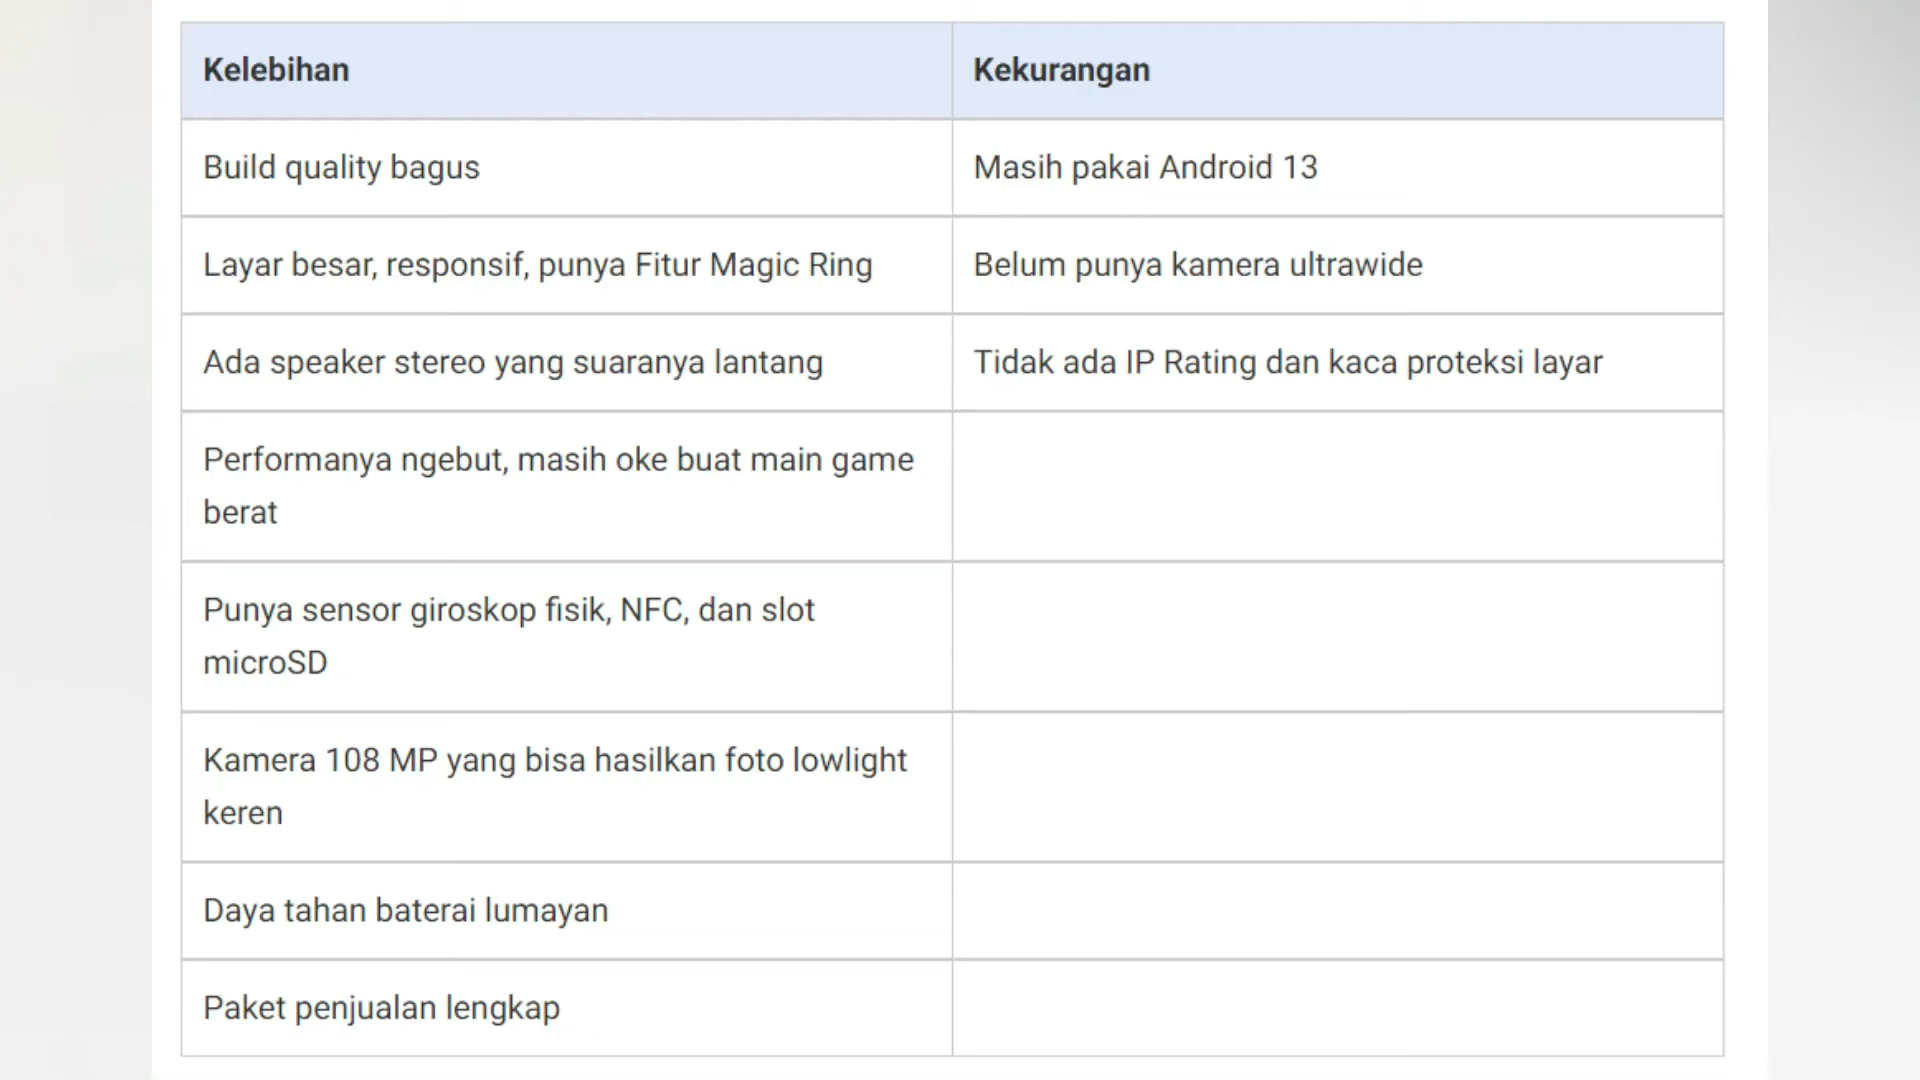 Kelebihan
Kekurangan
Build quality bagus
Masih pakai Android 13
Layar besar, responsif, punya Fitur Magic Ring
Belum punya kamera ultrawide
Ada speaker stereo yang suaranya lantang
Tidak ada IP Rating dan kaca proteksi layar
Performanya ngebut, masih oke buat main game
berat
Punya sensor giroskop fisik, NFC, dan slot
microSD
Kamera 108 MP yang bisa hasilkan foto lowlight
keren
Daya tahan baterai lumayan
Paket penjualan lengkap